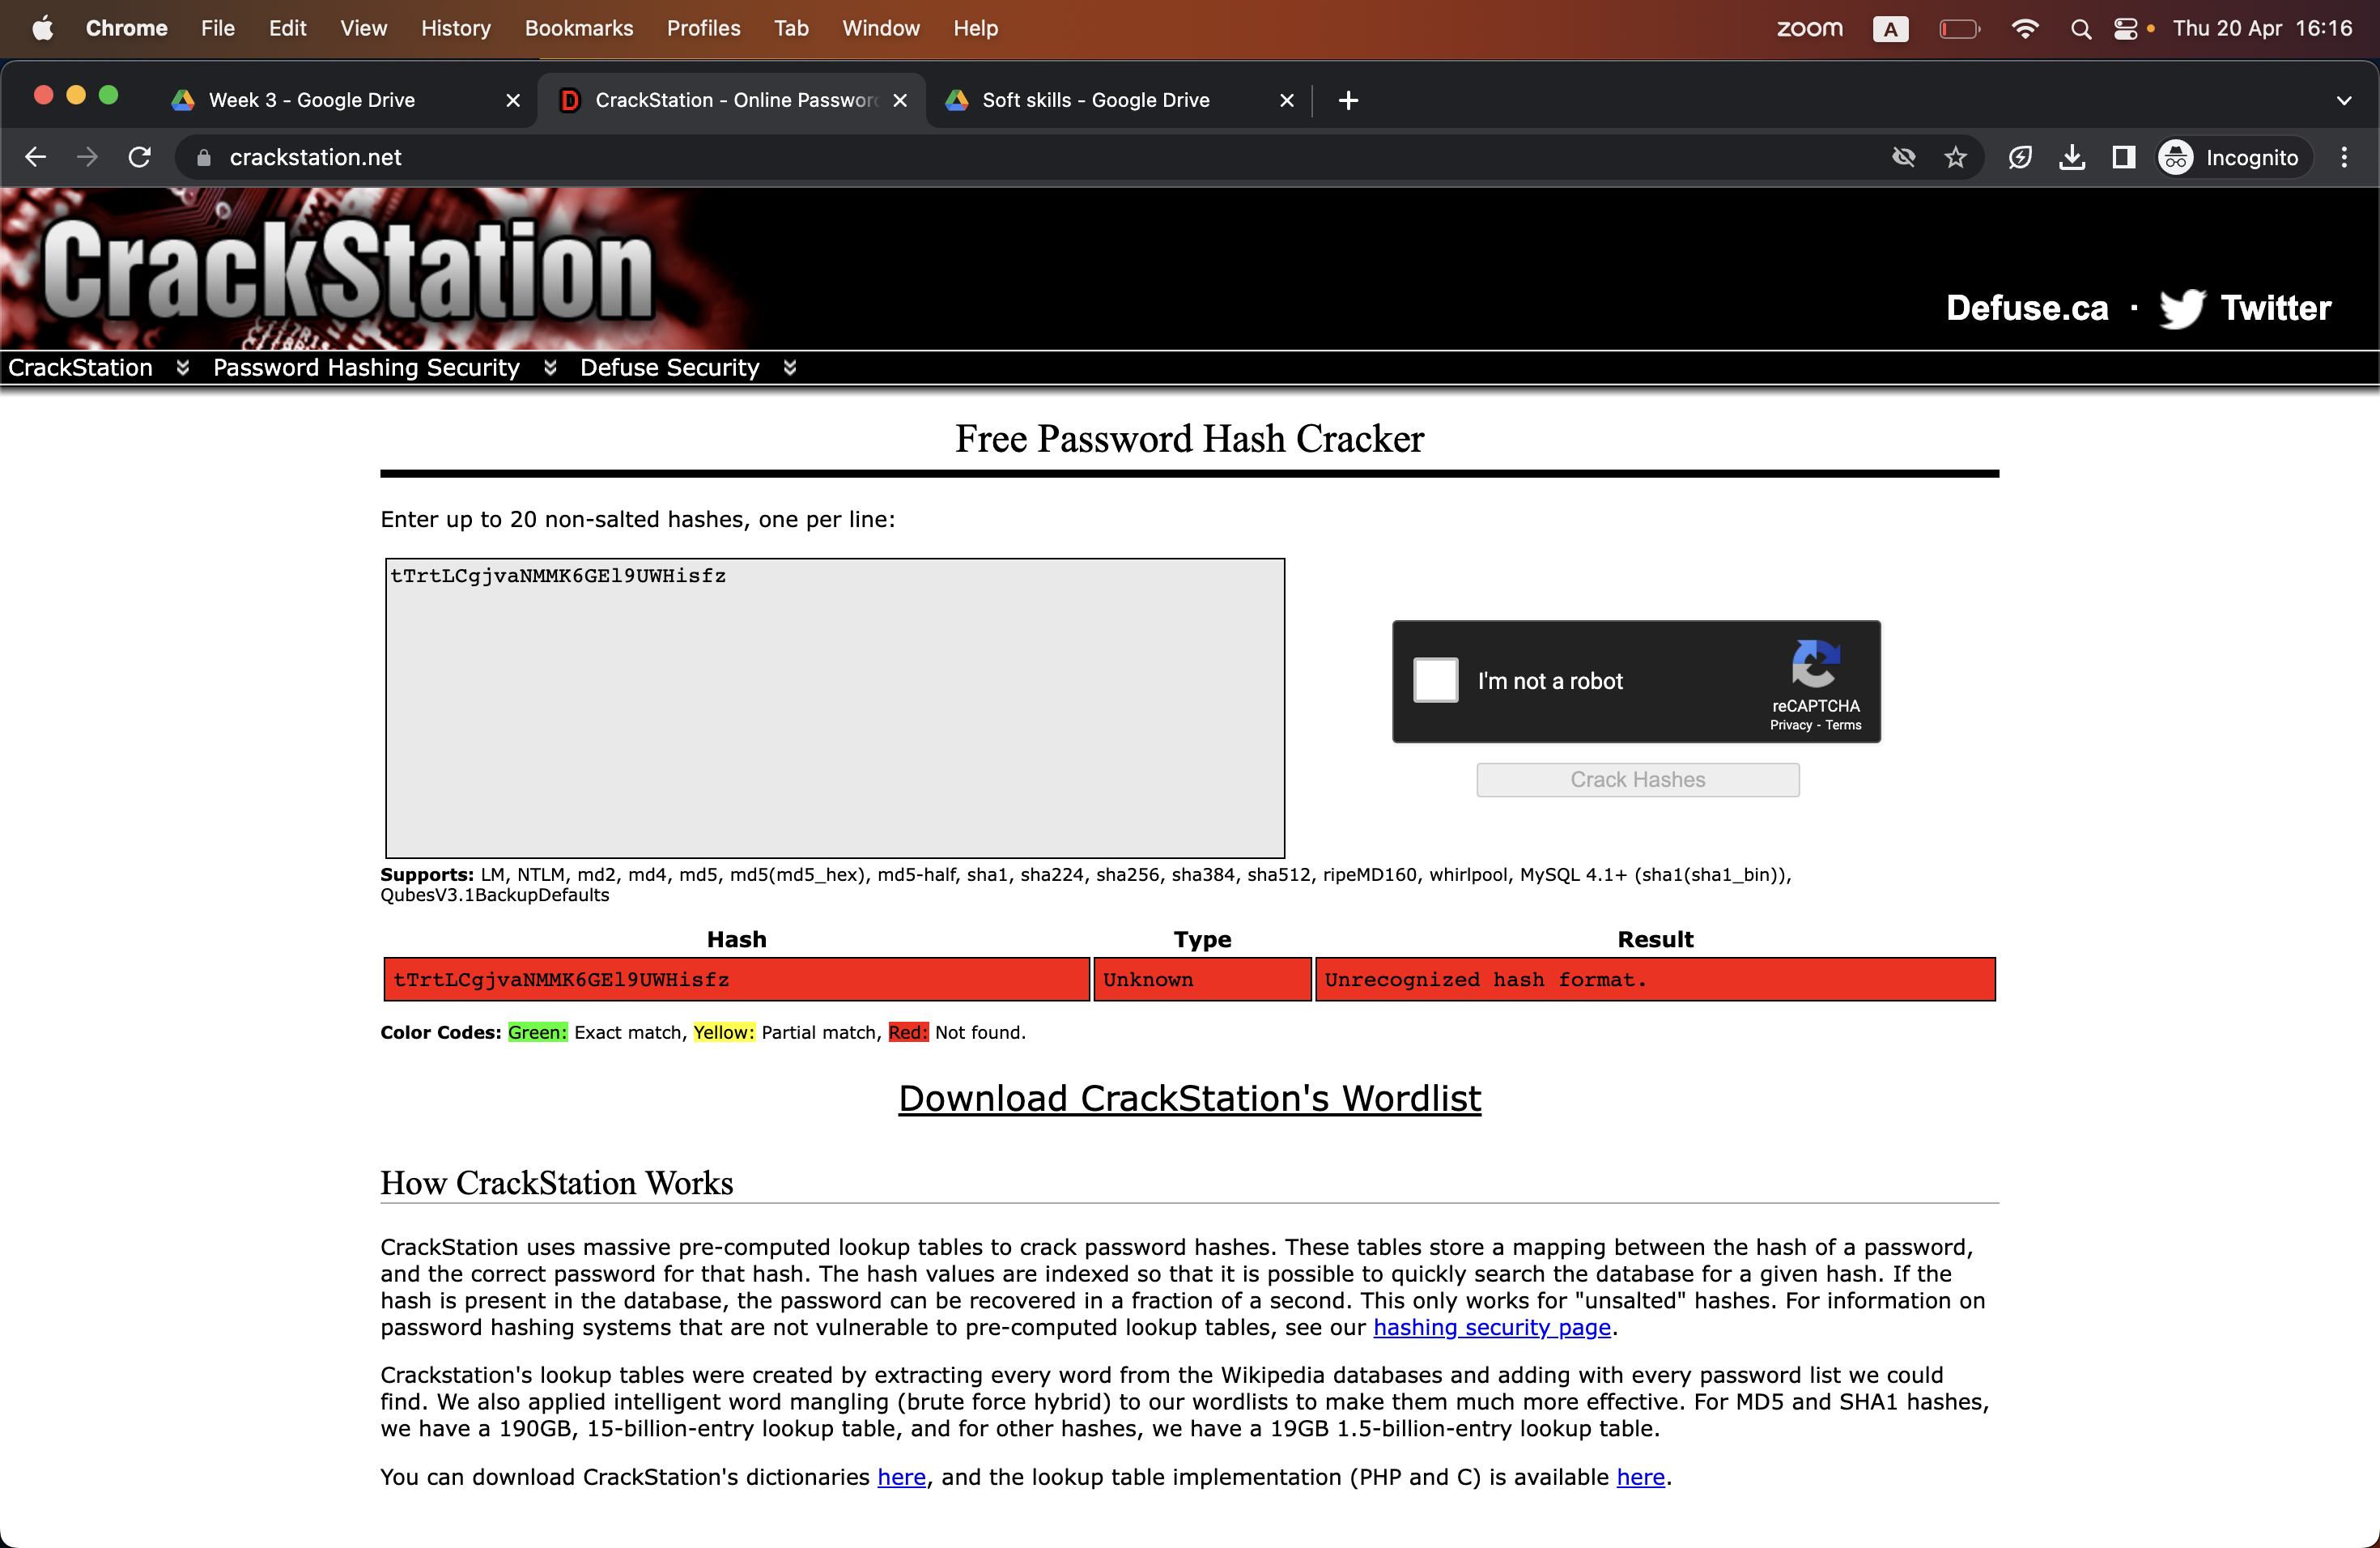 Chrome File Edit View History Bookmarks Profiles Tab Window Help zoom A Thu 20 Apr 16:16
Week 3 - Google Drive CrackStation - Online Passwor Soft skills - Google Drive
crackstation.net Incognito
CrackStation
Defuse.ca · Twitter
CrackStation Password Hashing Security Defuse Security
Free Password Hash Cracker
Enter up to 20 non-salted hashes, one per line:
tTrtLCgjvaNMMK6GEl9UWHisfz
I'm not a robot
reCAPTCHA
Privacy - Terms
Crack Hashes
Supports: LM, NTLM, md2, md4, md5, md5(md5_hex), md5-half, sha1, sha224, sha256, sha384, sha512, ripeMD160, whirlpool, MySQL 4.1+ (sha1(sha1_bin)),
QubesV3.1BackupDefaults
Hash Type Result
tTrtLCgjvaNMMK6GEl9UWHisfz Unknown Unrecognized hash format.
Color Codes: Green: Exact match, Yellow: Partial match, Red: Not found.
Download CrackStation's Wordlist
How CrackStation Works
CrackStation uses massive pre-computed lookup tables to crack password hashes. These tables store a mapping between the hash of a password,
and the correct password for that hash. The hash values are indexed so that it is possible to quickly search the database for a given hash. If the
hash is present in the database, the password can be recovered in a fraction of a second. This only works for "unsalted" hashes. For information on
password hashing systems that are not vulnerable to pre-computed lookup tables, see our hashing security page.
Crackstation's lookup tables were created by extracting every word from the Wikipedia databases and adding with every password list we could
find. We also applied intelligent word mangling (brute force hybrid) to our wordlists to make them much more effective. For MD5 and SHA1 hashes,
we have a 190GB, 15-billion-entry lookup table, and for other hashes, we have a 19GB 1.5-billion-entry lookup table.
You can download CrackStation's dictionaries here, and the lookup table implementation (PHP and C) is available here.